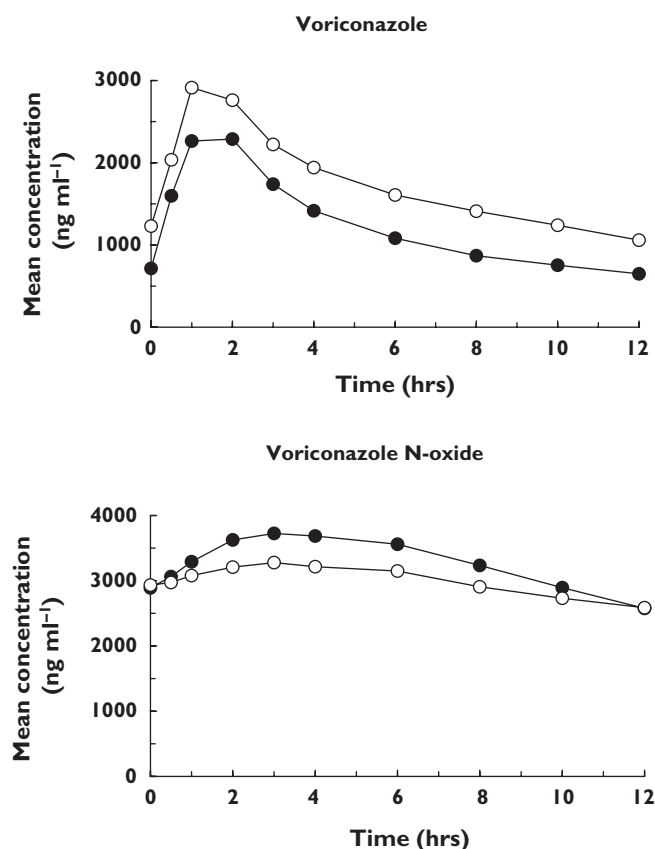 Voriconazole
Mean concentration
(ng ml⁻¹)
3000
2000
1000
0
0 2 4 6 8 10 12
Time (hrs)
Voriconazole N-oxide
Mean concentration
(ng ml⁻¹)
4000
3000
2000
1000
0
0 2 4 6 8 10 12
Time (hrs)